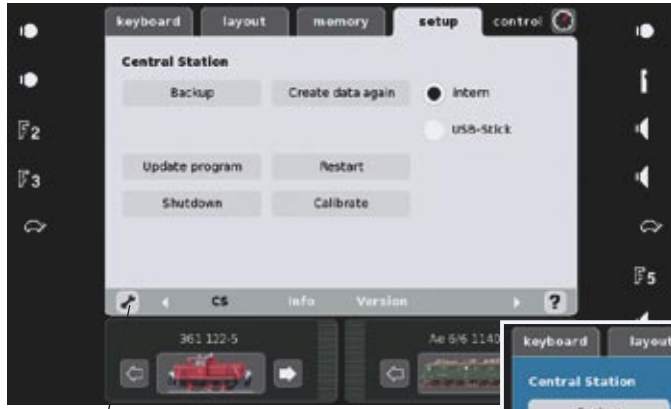 keyboard layout memory setup control
Central Station
Backup Create data again intern
USB-Stick
Update program Restart
Shutdown Calibrate
F2
F3
F5
CS Info Version ?
361 122-5 Ae 6/6 1140
keyboard layout
Central Station